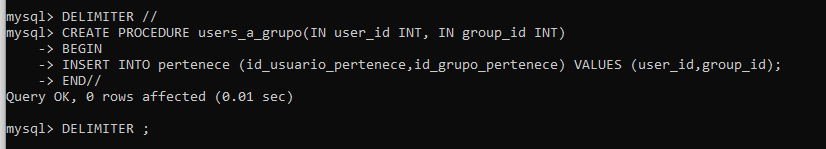 mysql> DELIMITER //
mysql> CREATE PROCEDURE users_a_grupo(IN user_id INT, IN group_id INT)
    -> BEGIN
    -> INSERT INTO pertenece (id_usuario_pertenece,id_grupo_pertenece) VALUES (user_id,group_id);
    -> END//
Query OK, 0 rows affected (0.01 sec)
mysql> DELIMITER ;